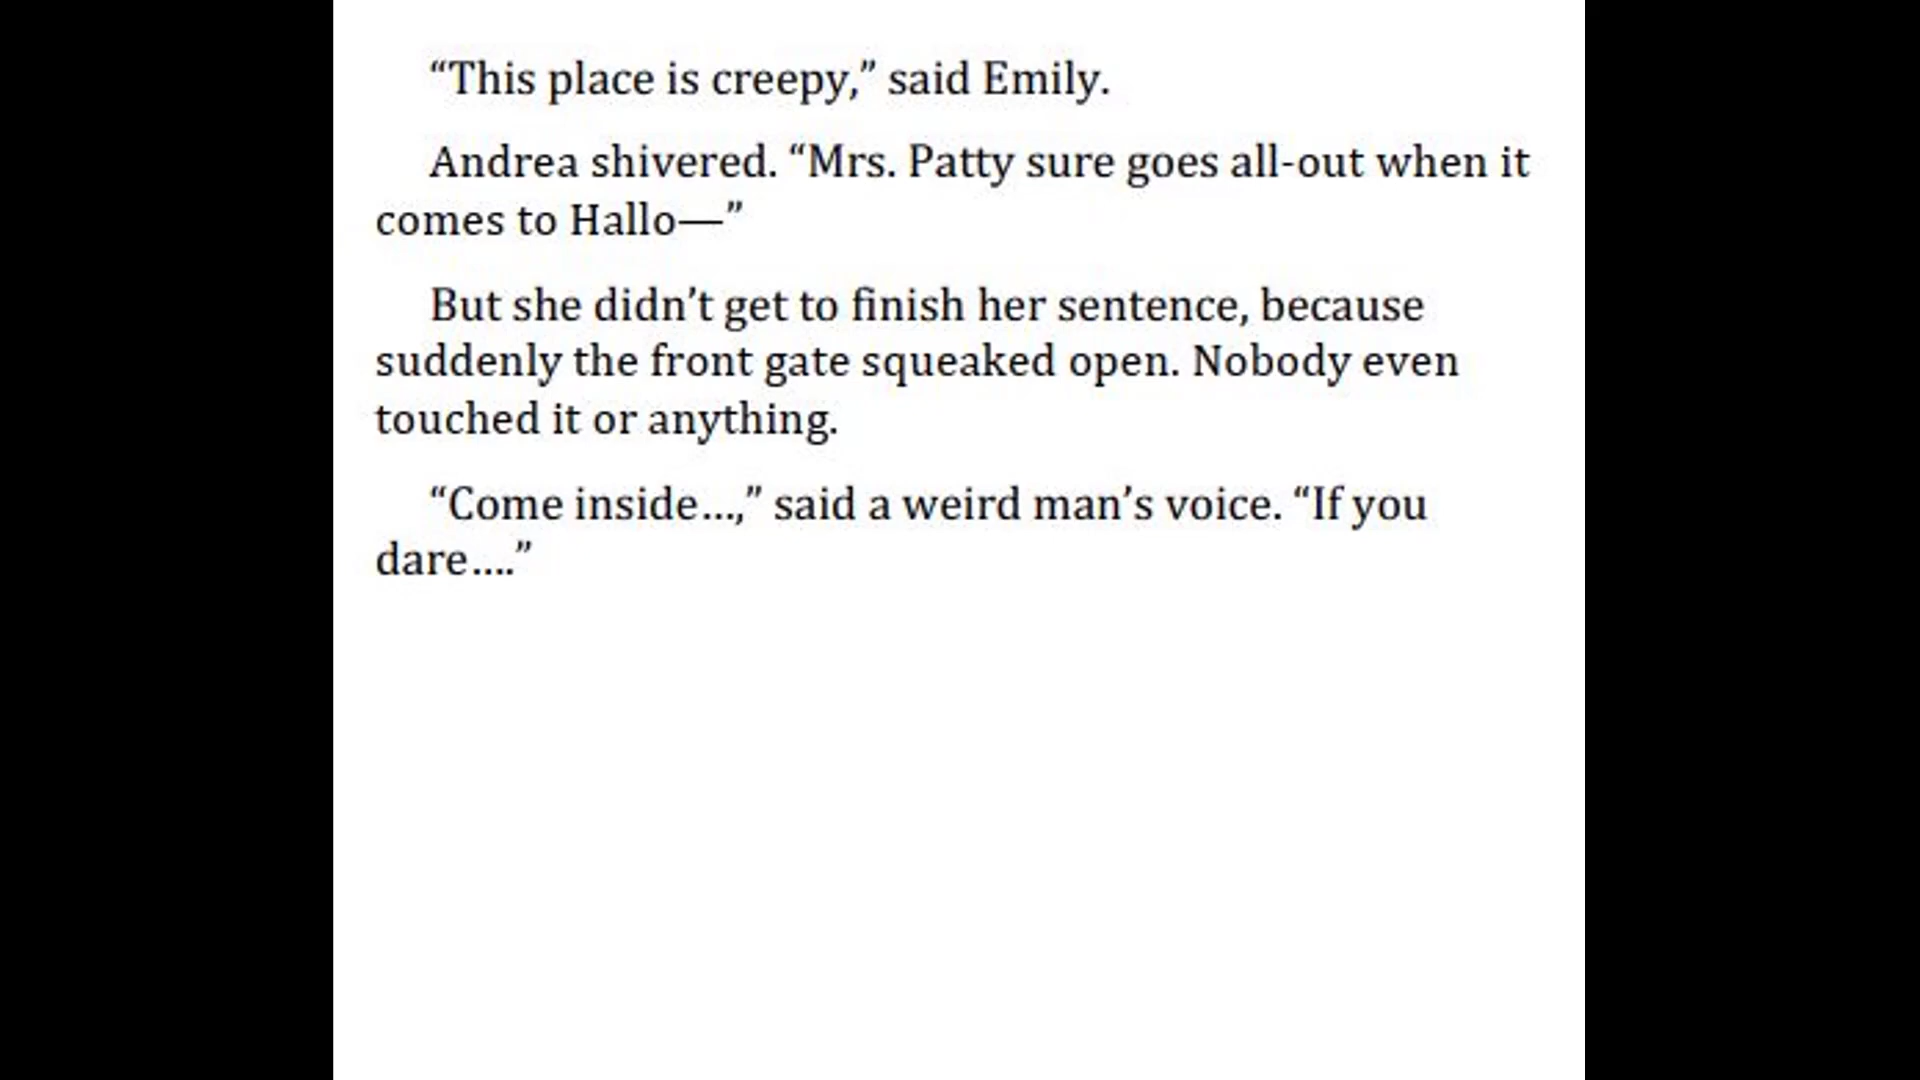 “This place is creepy,” said Emily.
Andrea shivered. “Mrs. Patty sure goes all-out when it
comes to Hallo—”
But she didn’t get to finish her sentence, because
suddenly the front gate squeaked open. Nobody even
touched it or anything.
“Come inside...,” said a weird man’s voice. “If you
dare....”